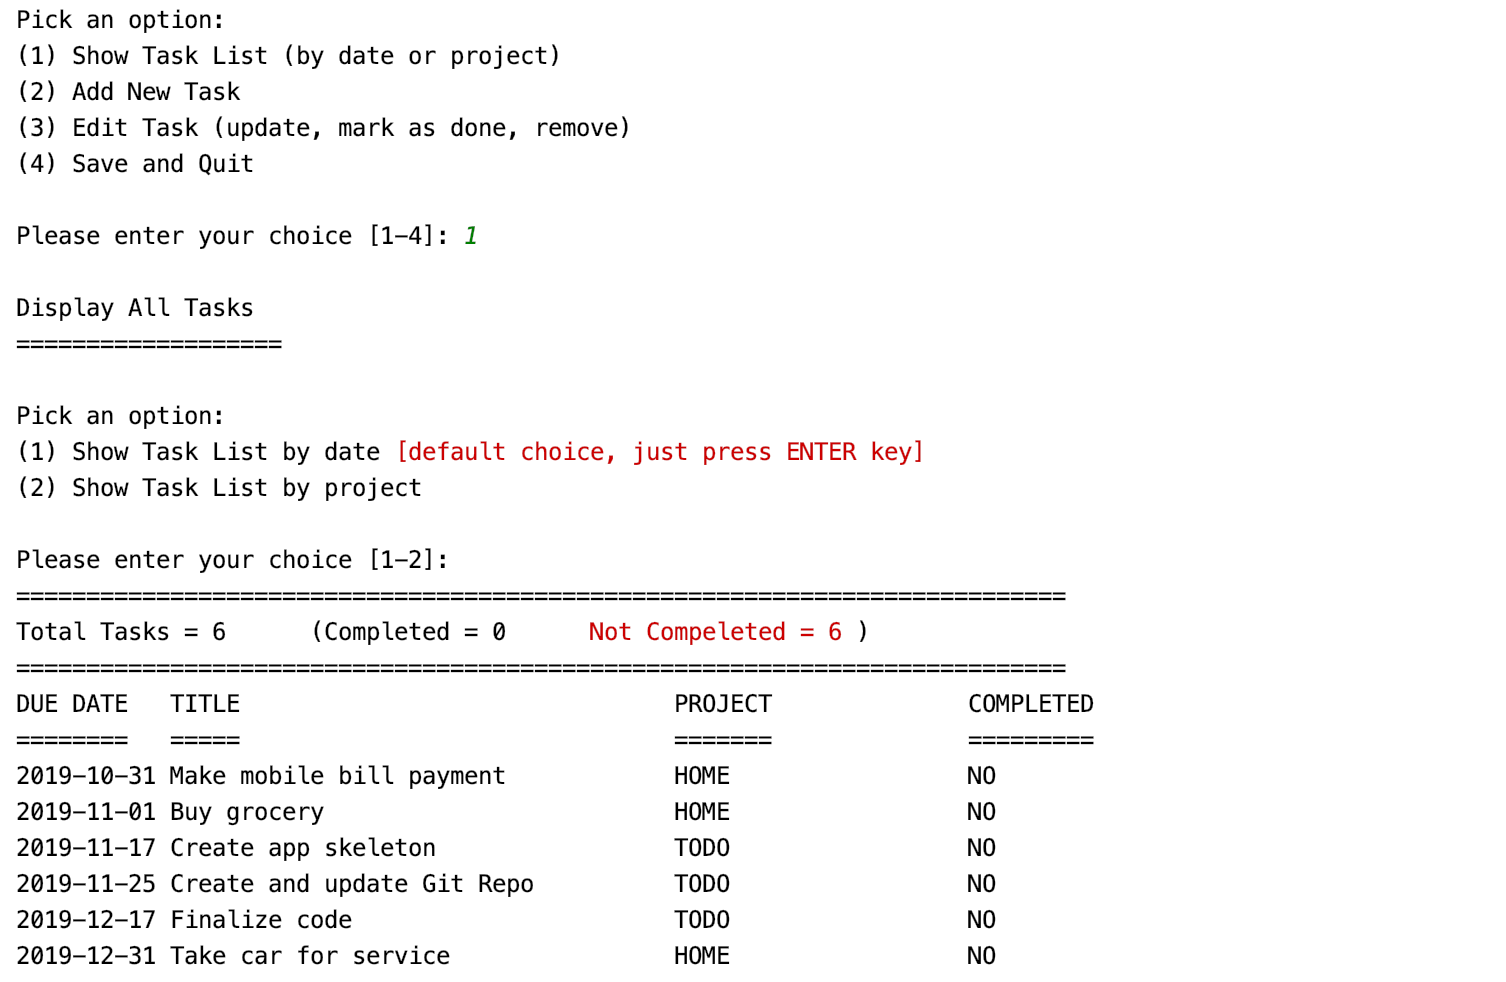 Pick an option:
(1) Show Task List (by date or project)
(2) Add New Task
(3) Edit Task (update, mark as done, remove)
(4) Save and Quit
Please enter your choice [1-4]: 1
Display All Tasks
===================
Pick an option:
(1) Show Task List by date [default choice, just press ENTER key]
(2) Show Task List by project
Please enter your choice [1-2]:
===========================================================================
Total Tasks = 6      (Completed = 0      Not Compeleted = 6 )
===========================================================================
DUE DATE   TITLE                               PROJECT              COMPLETED
========   =====                               =======              =========
2019-10-31 Make mobile bill payment            HOME                 NO
2019-11-01 Buy grocery                         HOME                 NO
2019-11-17 Create app skeleton                 TODO                 NO
2019-11-25 Create and update Git Repo          TODO                 NO
2019-12-17 Finalize code                       TODO                 NO
2019-12-31 Take car for service                HOME                 NO